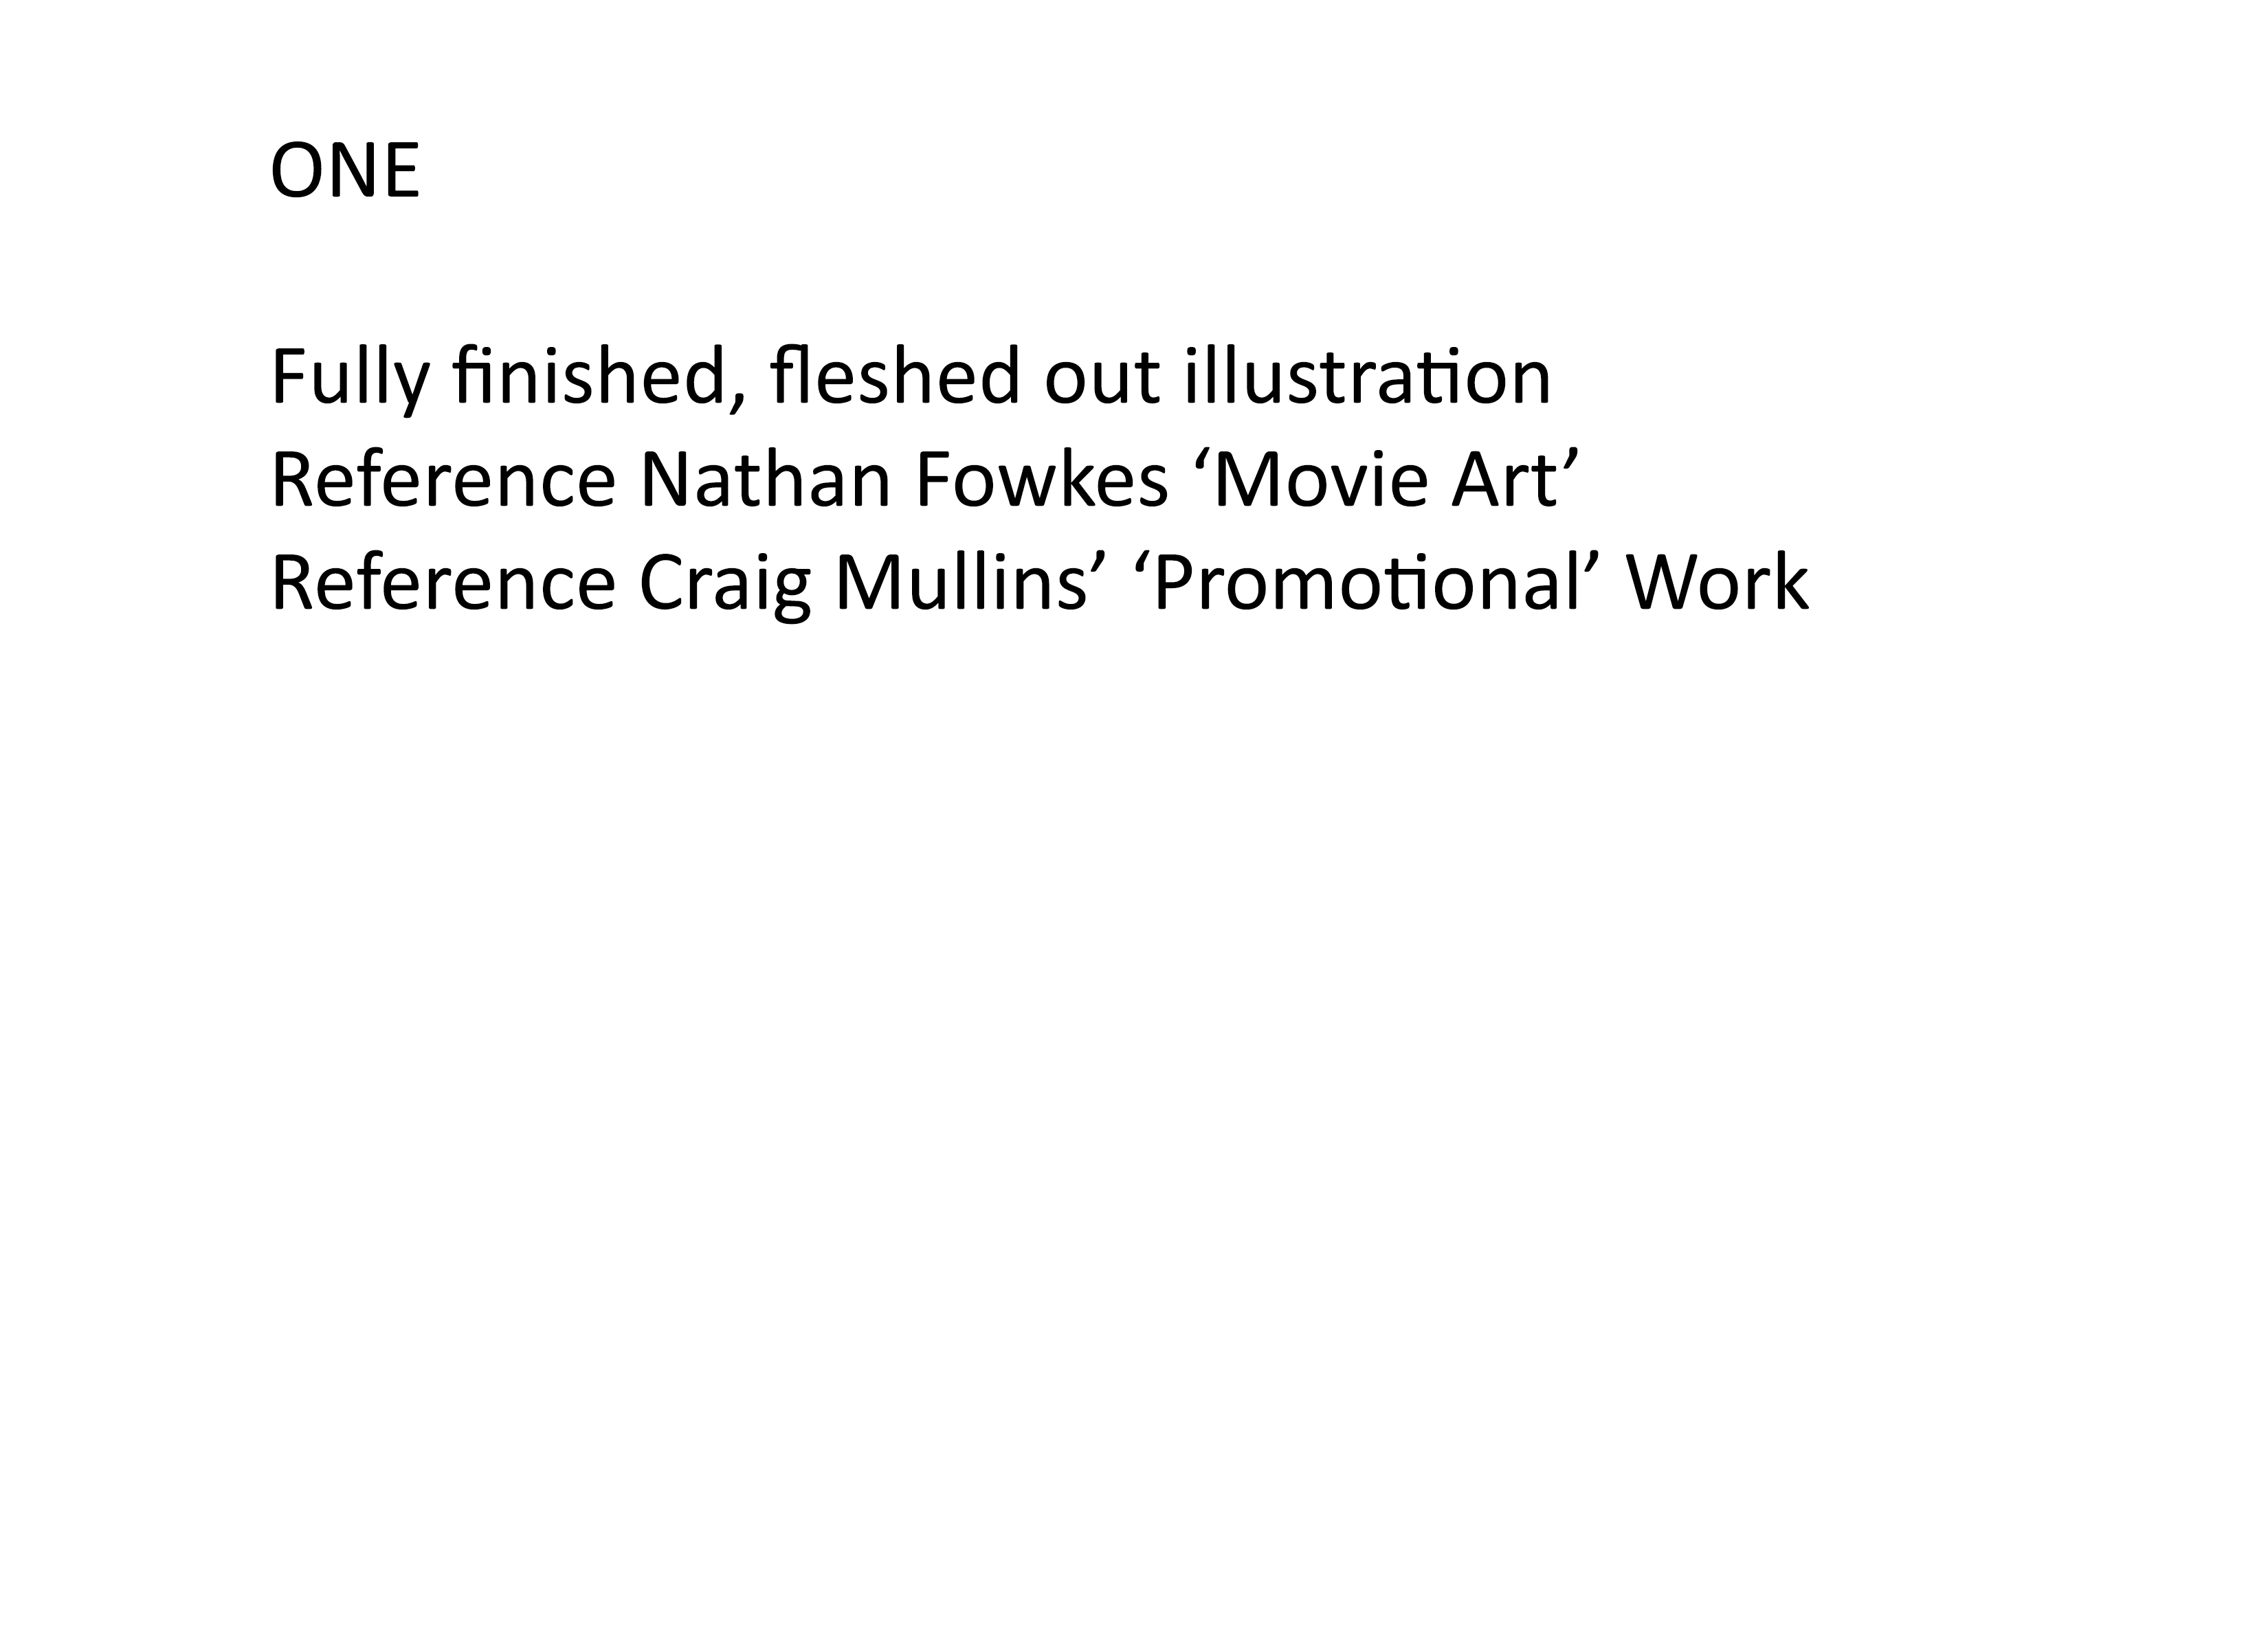 ONE
Fully finished, fleshed out illustration
Reference Nathan Fowkes ‘Movie Art’
Reference Craig Mullins’ ‘Promotional’ Work